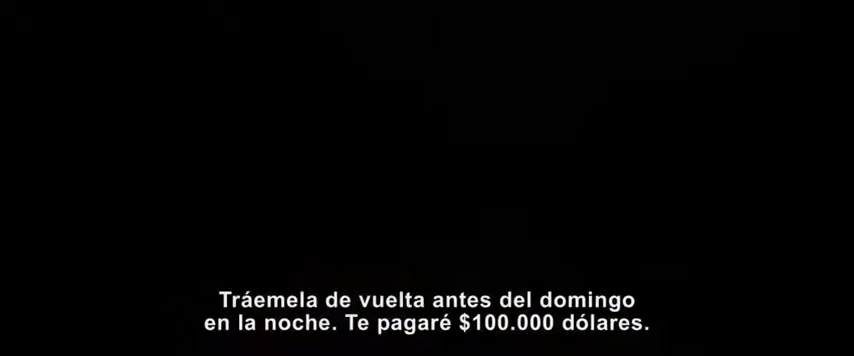 Tráemela de vuelta antes del domingo
en la noche. Te pagaré $100.000 dólares.